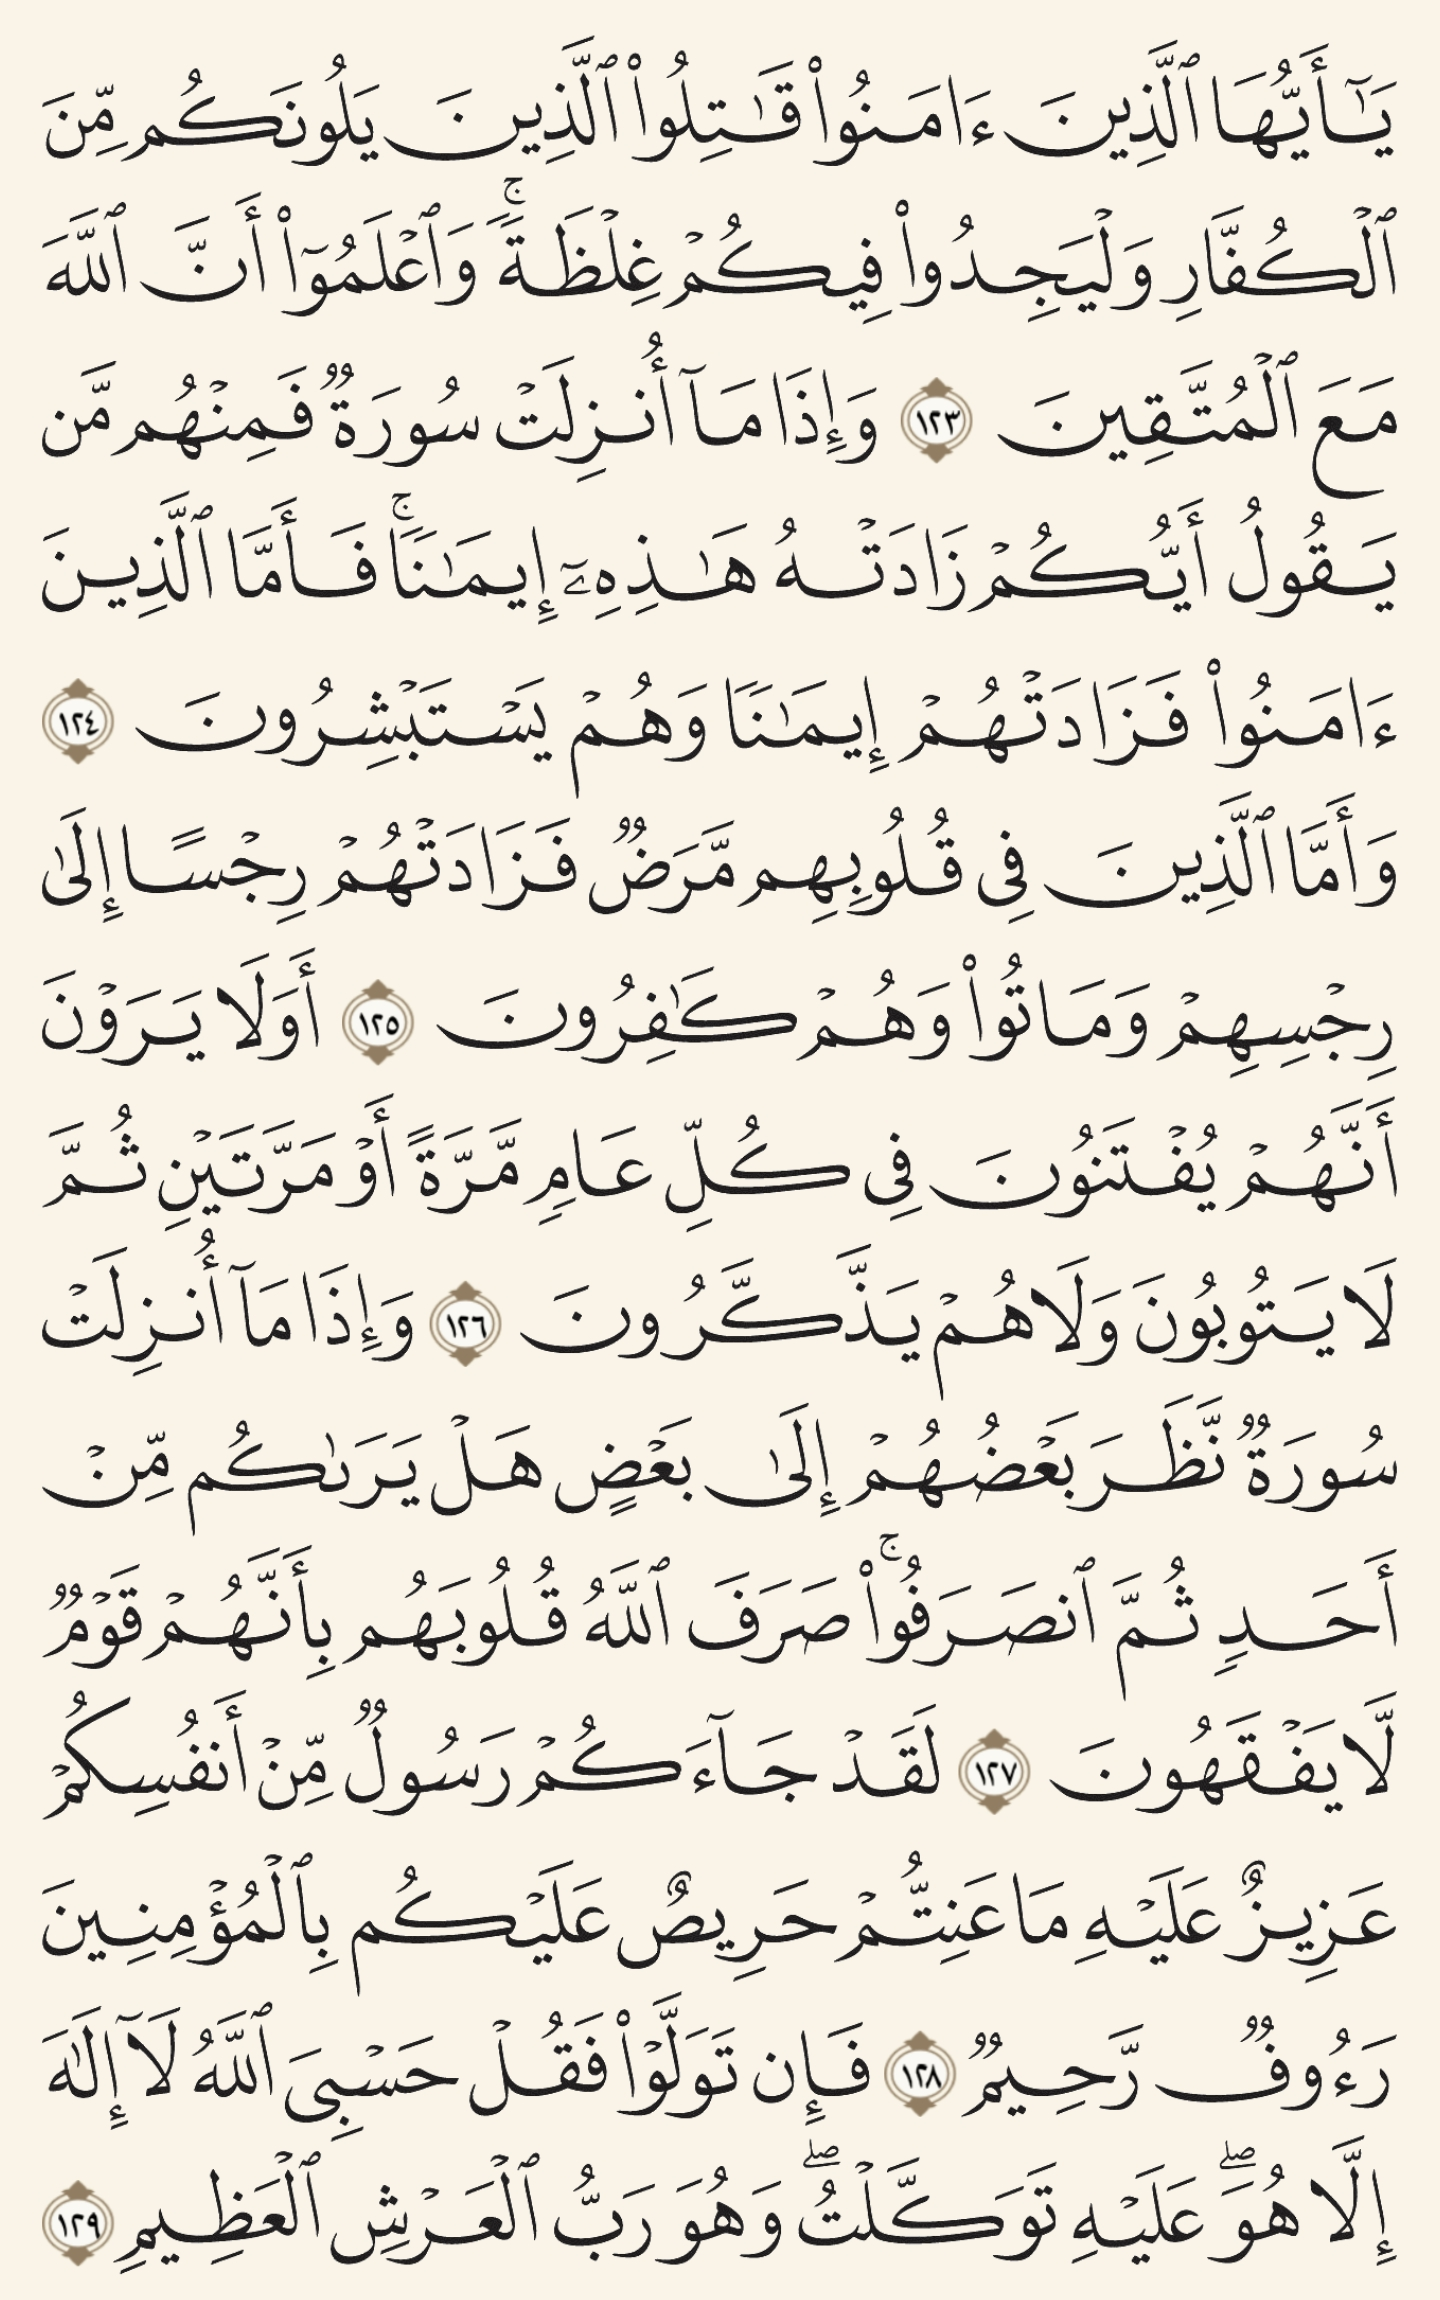 يَـٰٓأَيُّهَا ٱلَّذِينَ ءَامَنُوا۟ قَـٰتِلُوا۟ ٱلَّذِينَ يَلُونَكُم مِّنَ
ٱلْكُفَّارِ وَلْيَجِدُوا۟ فِيكُمْ غِلْظَةً ۚ وَٱعْلَمُوٓا۟ أَنَّ ٱللَّهَ
مَعَ ٱلْمُتَّقِينَ ١٢٣ وَإِذَا مَآ أُنزِلَتْ سُورَةٌ فَمِنْهُم مَّن
يَقُولُ أَيُّكُمْ زَادَتْهُ هَـٰذِهِۦٓ إِيمَـٰنًا ۚ فَأَمَّا ٱلَّذِينَ
ءَامَنُوا۟ فَزَادَتْهُمْ إِيمَـٰنًا وَهُمْ يَسْتَبْشِرُونَ ١٢٤
وَأَمَّا ٱلَّذِينَ فِى قُلُوبِهِم مَّرَضٌ فَزَادَتْهُمْ رِجْسًا إِلَىٰ
رِجْسِهِمْ وَمَاتُوا۟ وَهُمْ كَـٰفِرُونَ ١٢٥ أَوَلَا يَرَوْنَ
أَنَّهُمْ يُفْتَنُونَ فِى كُلِّ عَامٍ مَّرَّةً أَوْ مَرَّتَيْنِ ثُمَّ
لَا يَتُوبُونَ وَلَا هُمْ يَذَّكَّرُونَ ١٢٦ وَإِذَا مَآ أُنزِلَتْ
سُورَةٌ نَّظَرَ بَعْضُهُمْ إِلَىٰ بَعْضٍ هَلْ يَرَىٰكُم مِّنْ
أَحَدٍ ثُمَّ ٱنصَرَفُوا۟ ۚ صَرَفَ ٱللَّهُ قُلُوبَهُم بِأَنَّهُمْ قَوْمٌ
لَّا يَفْقَهُونَ ١٢٧ لَقَدْ جَآءَكُمْ رَسُولٌ مِّنْ أَنفُسِكُمْ
عَزِيزٌ عَلَيْهِ مَا عَنِتُّمْ حَرِيصٌ عَلَيْكُم بِٱلْمُؤْمِنِينَ
رَءُوفٌ رَّحِيمٌ ١٢٨ فَإِن تَوَلَّوْا۟ فَقُلْ حَسْبِىَ ٱللَّهُ لَآ إِلَـٰهَ
إِلَّا هُوَ ۖ عَلَيْهِ تَوَكَّلْتُ ۖ وَهُوَ رَبُّ ٱلْعَرْشِ ٱلْعَظِيمِ ١٢٩